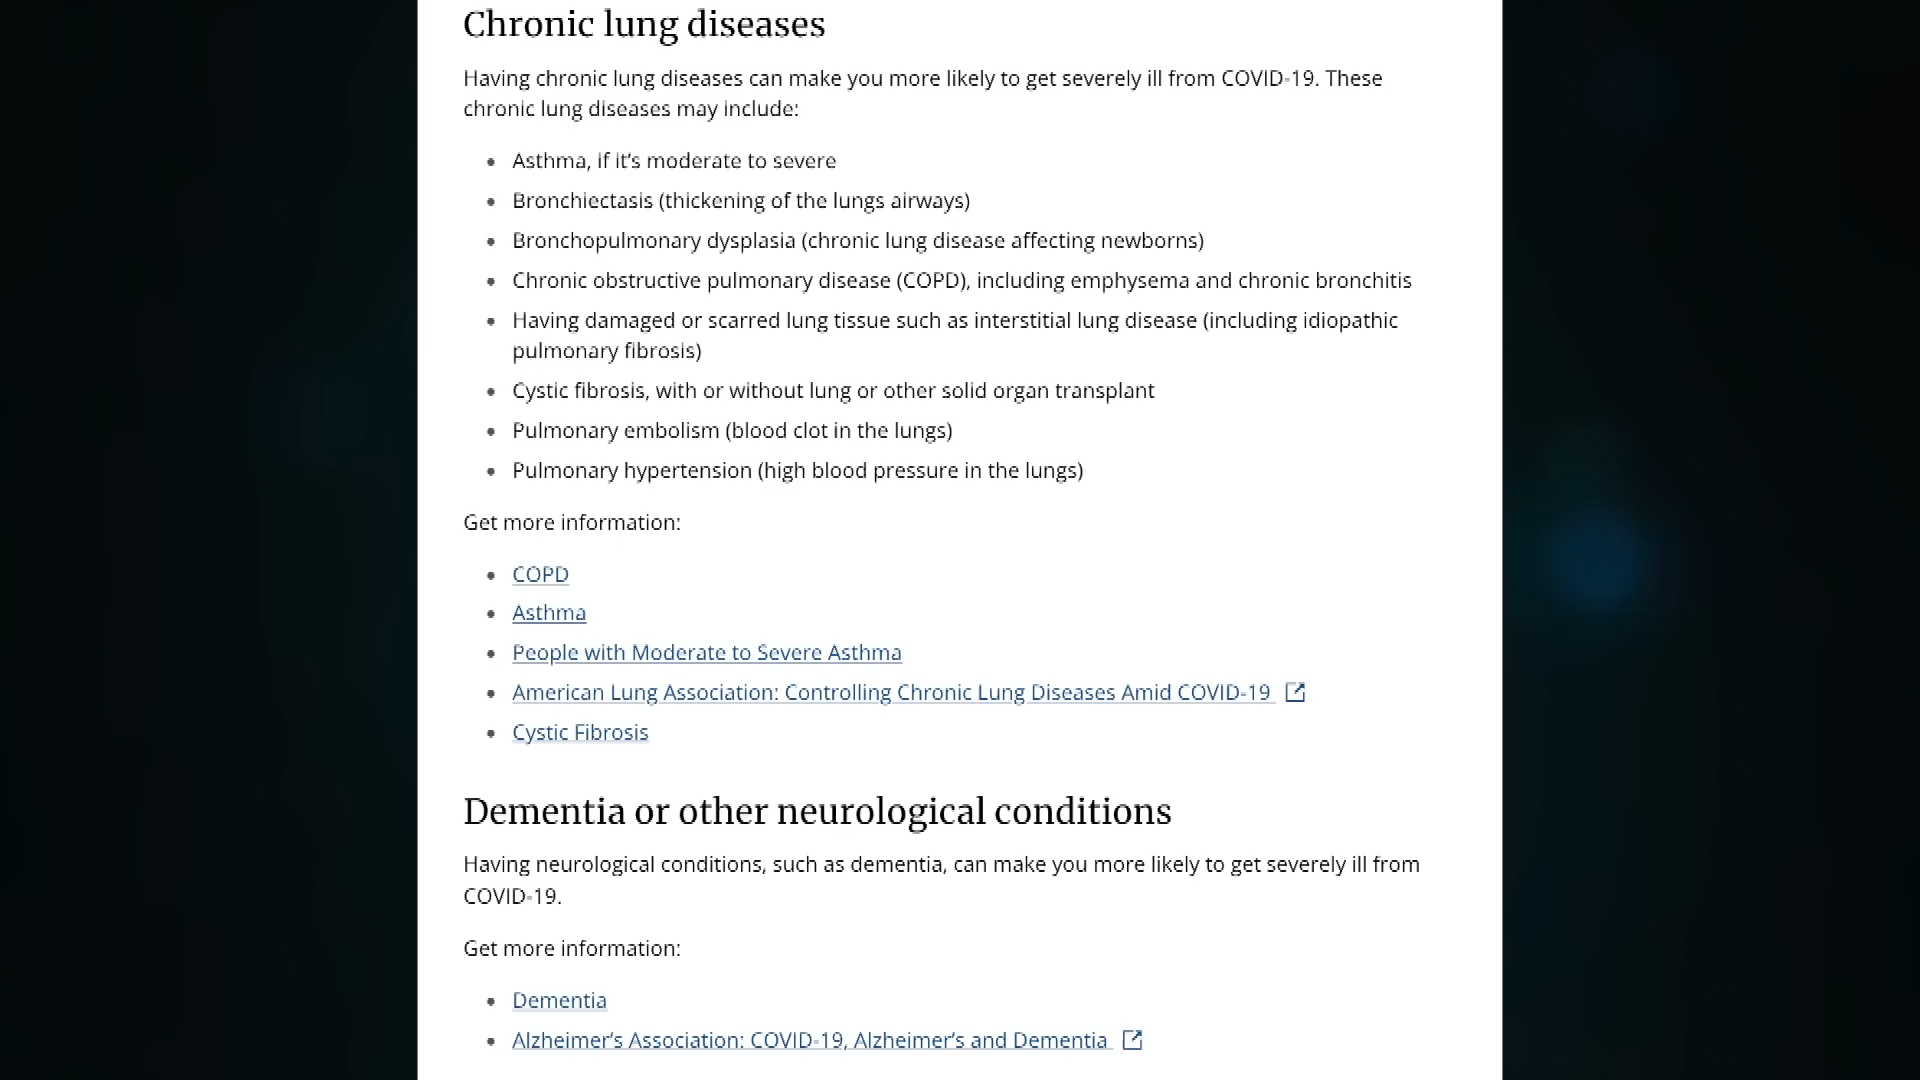 Chronic lung diseases
Having chronic lung diseases can make you more likely to get severely ill from COVID-19. These
chronic lung diseases may include:
Asthma, if it's moderate to severe
Bronchiectasis (thickening of the lungs airways)
Bronchopulmonary dysplasia (chronic lung disease affecting newborns)
Chronic obstructive pulmonary disease (COPD), including emphysema and chronic bronchitis
Having damaged or scarred lung tissue such as interstitial lung disease (including idiopathic
pulmonary fibrosis)
Cystic fibrosis, with or without lung or other solid organ transplant
Pulmonary embolism (blood clot in the lungs)
Pulmonary hypertension (high blood pressure in the lungs)
Get more information:
COPD
Asthma
People with Moderate to Severe Asthma
American Lung Association: Controlling Chronic Lung Diseases Amid COVID-19
Cystic Fibrosis
Dementia or other neurological conditions
Having neurological conditions, such as dementia, can make you more likely to get severely ill from
COVID-19.
Get more information:
Dementia
Alzheimer's Association: COVID-19, Alzheimer's and Dementia